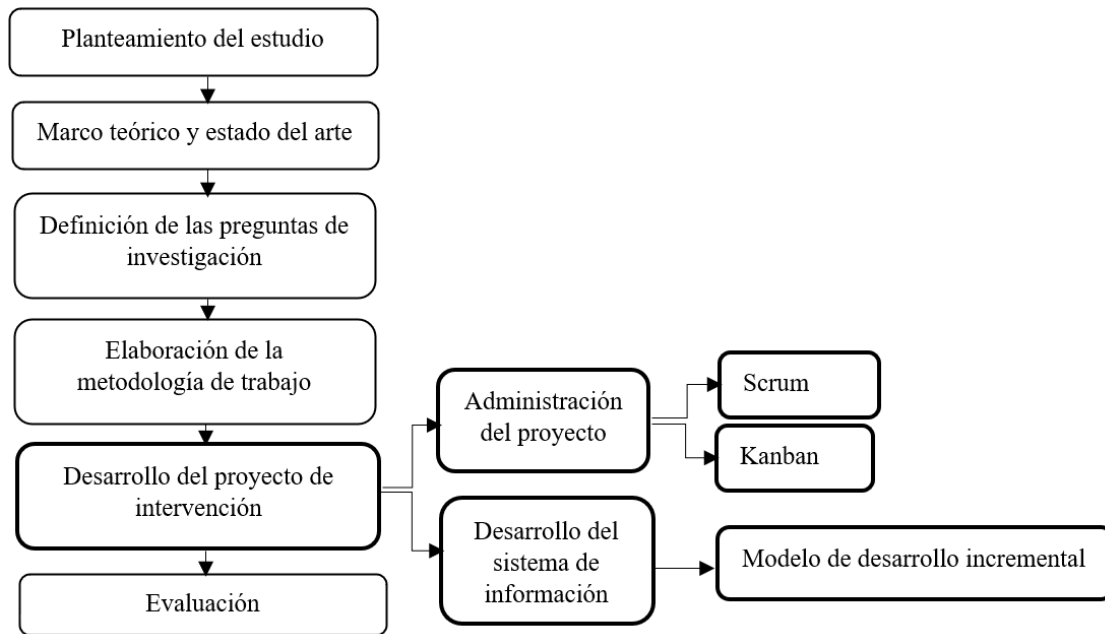 Planteamiento del estudio
Marco teórico y estado del arte
Definición de las preguntas de
investigación
Elaboración de la
metodología de trabajo
Desarrollo del proyecto de
intervención
Evaluación
Administración
del proyecto
Scrum
Kanban
Desarrollo del
sistema de
información
Modelo de desarrollo incremental